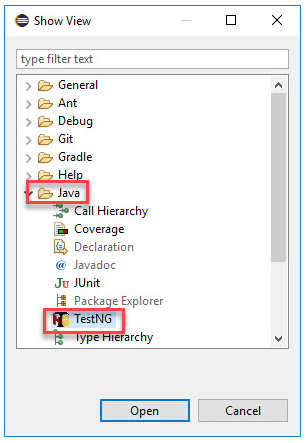 Show View
type filter text
General
Ant
Debug
Git
Gradle
Help
Java
Call Hierarchy
Coverage
Declaration
@ Javadoc
JU JUnit
Package Explorer
TestNG
Type Hierarchy
Open
Cancel